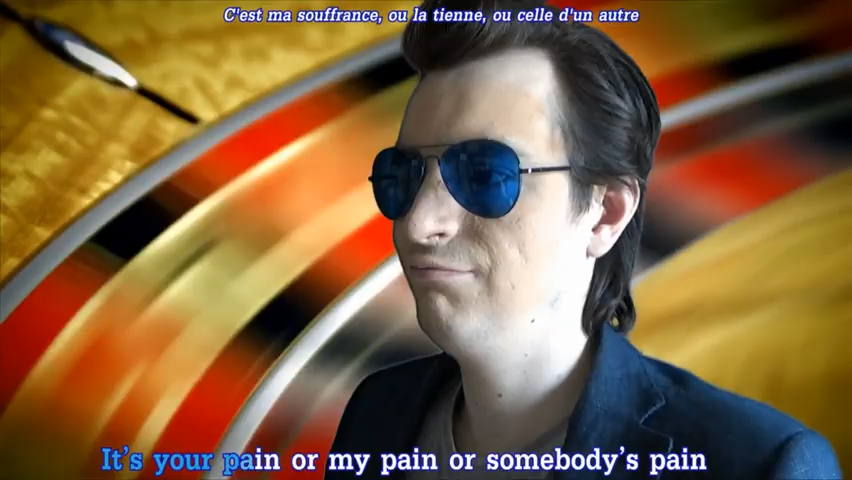 C'est ma souffrance, ou la tienne, ou celle d'un autre
It's your pain or my pain or somebody's pain